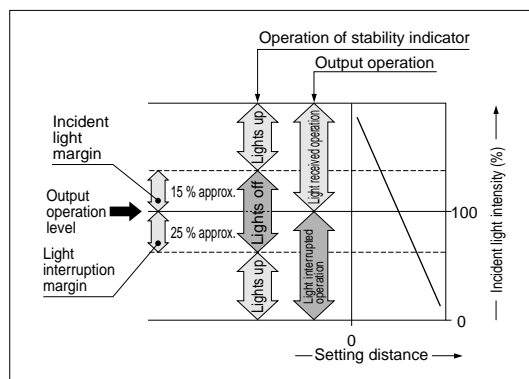 Operation of stability indicator
Output operation
Incident
light
margin
Output
operation
level
Light
interruption
margin
15 % approx.
25 % approx.
Lights up
Lights off
Lights up
Light received operation
Light interrupted
operation
100
0
0
Setting distance
Incident light intensity (%)